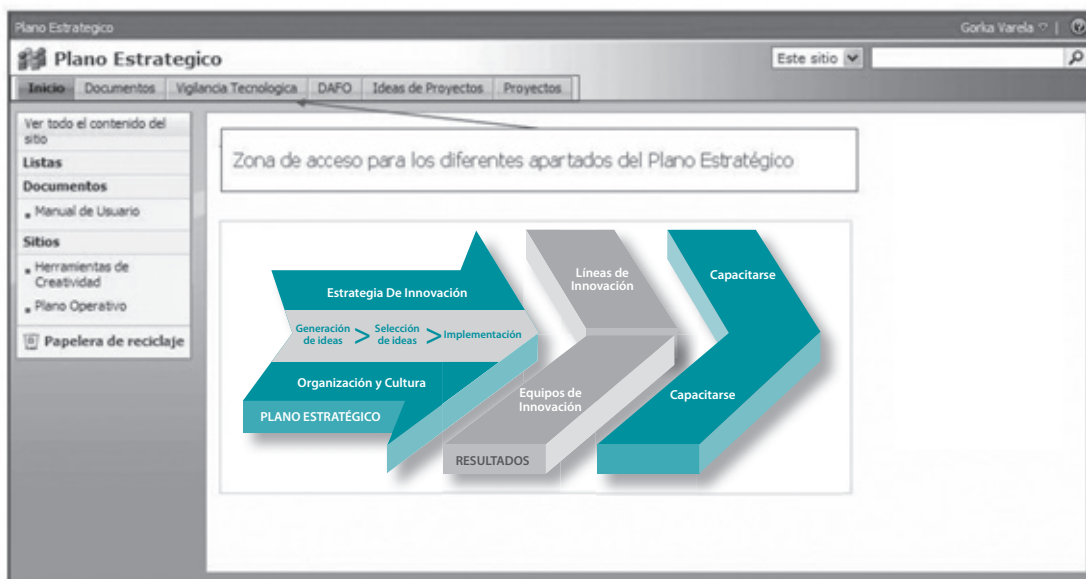 Plano Estrategico
Gorka Varela
Plano Estrategico
Este sitio
Inicio
Documentos
Vigilancia Tecnologica
DAFO
Ideas de Proyectos
Proyectos
Ver todo el contenido del
sitio
Listas
Documentos
Manual de Usuario
Sitios
Herramientas de
Creatividad
Plano Operativo
Papelera de reciclaje
Zona de acceso para los diferentes apartados del Plano Estratégico
Estrategia De Innovación
Generación
de ideas
>
Selección
de ideas
>
Implementación
Organización y Cultura
PLANO ESTRATÉGICO
Líneas de
Innovación
Equipos de
Innovación
RESULTADOS
Capacitarse
Capacitarse